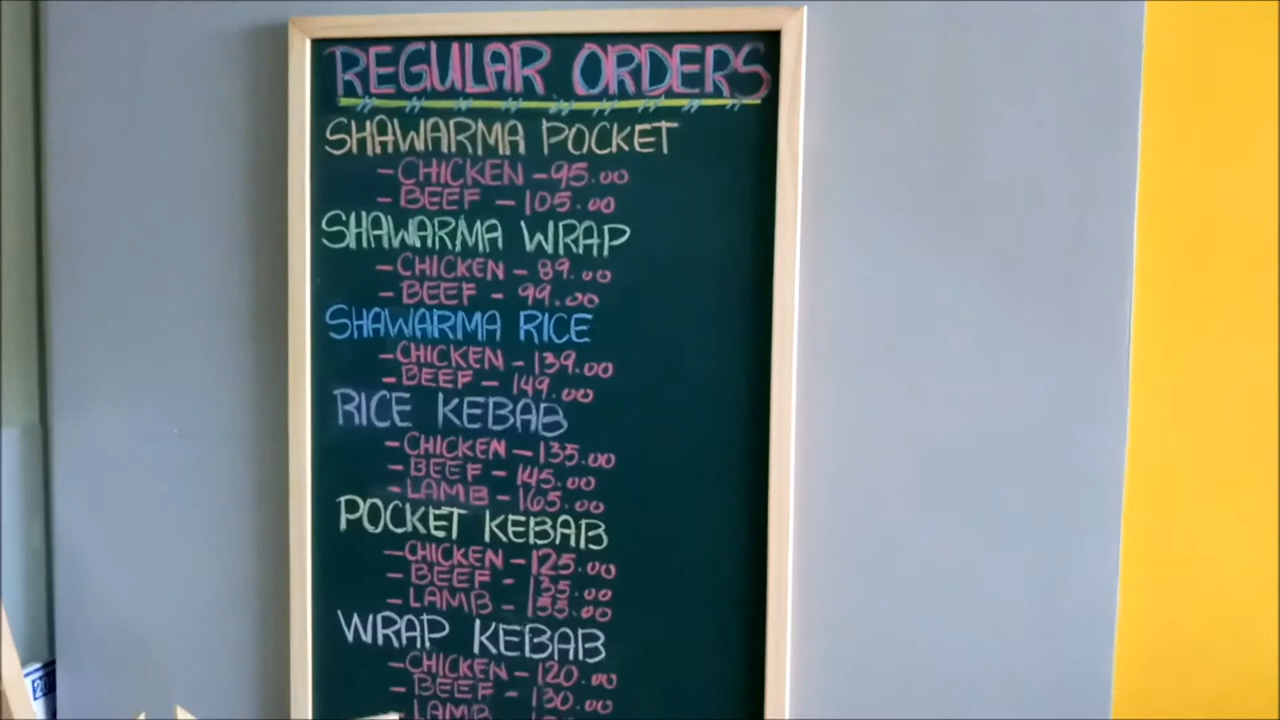 REGULAR ORDERS
SHAWARMA POCKET
- CHICKEN - 95.00
- BEEF - 105.00
SHAWARMA WRAP
- CHICKEN - 89.00
- BEEF - 99.00
SHAWARMA RICE
- CHICKEN - 139.00
- BEEF - 149.00
RICE KEBAB
- CHICKEN - 135.00
- BEEF - 145.00
- LAMB - 165.00
POCKET KEBAB
- CHICKEN - 125.00
- BEEF - 135.00
- LAMB - 155.00
WRAP KEBAB
- CHICKEN - 120.00
- BEEF - 130.00
- LAMB -